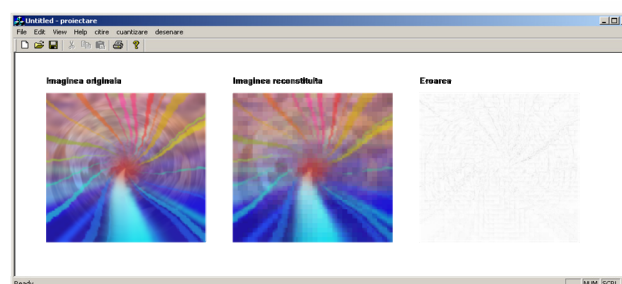 Untitled - proiectare
File Edit View Help citire cuantizare desenare
Imaginea originala Imaginea reconstituita Eroarea
Ready NUM SCRL